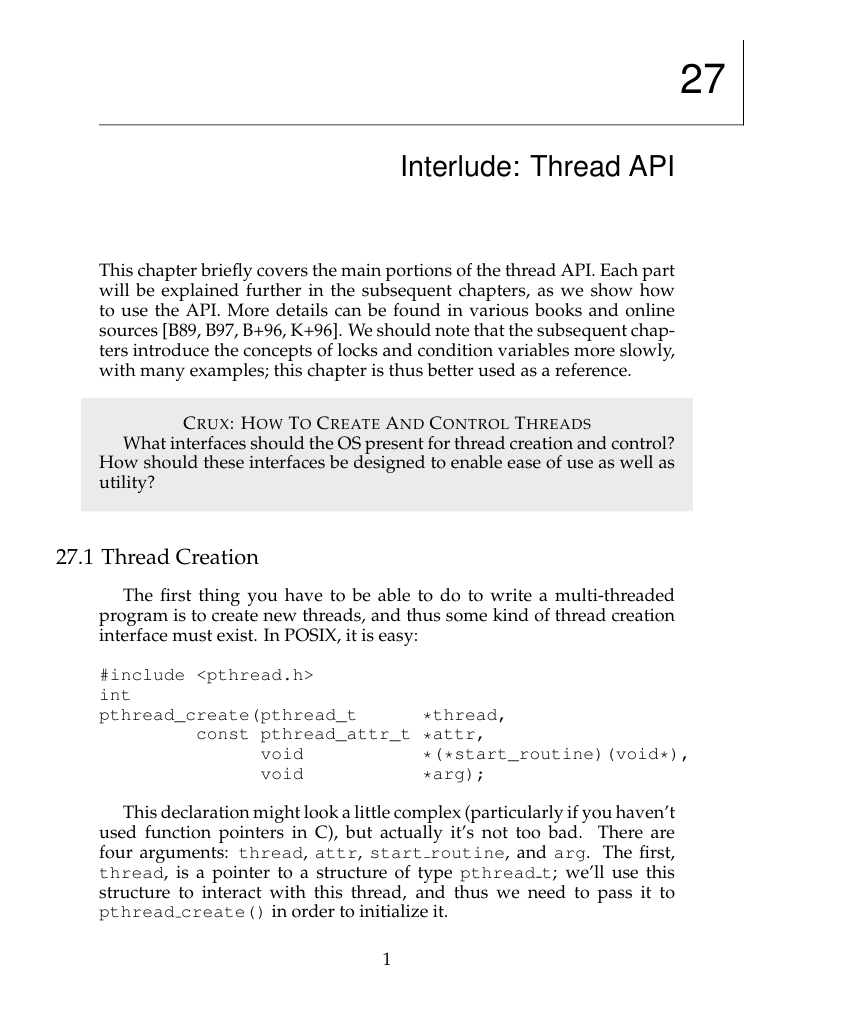 27
Interlude: Thread API
This chapter briefly covers the main portions of the thread API. Each part
will be explained further in the subsequent chapters, as we show how
to use the API. More details can be found in various books and online
sources [B89, B97, B+96, K+96]. We should note that the subsequent chap-
ters introduce the concepts of locks and condition variables more slowly,
with many examples; this chapter is thus better used as a reference.
CRUX: HOW TO CREATE AND CONTROL THREADS
What interfaces should the OS present for thread creation and control?
How should these interfaces be designed to enable ease of use as well as
utility?
27.1 Thread Creation
The first thing you have to be able to do to write a multi-threaded
program is to create new threads, and thus some kind of thread creation
interface must exist. In POSIX, it is easy:
#include <pthread.h>
int
pthread_create(pthread_t       *thread,
         const pthread_attr_t *attr,
               void            *(*start_routine)(void*),
               void            *arg);
This declaration might look a little complex (particularly if you haven't
used function pointers in C), but actually it's not too bad. There are
four arguments: thread, attr, start_routine, and arg. The first,
thread, is a pointer to a structure of type pthread_t; we'll use this
structure to interact with this thread, and thus we need to pass it to
pthread_create() in order to initialize it.
1